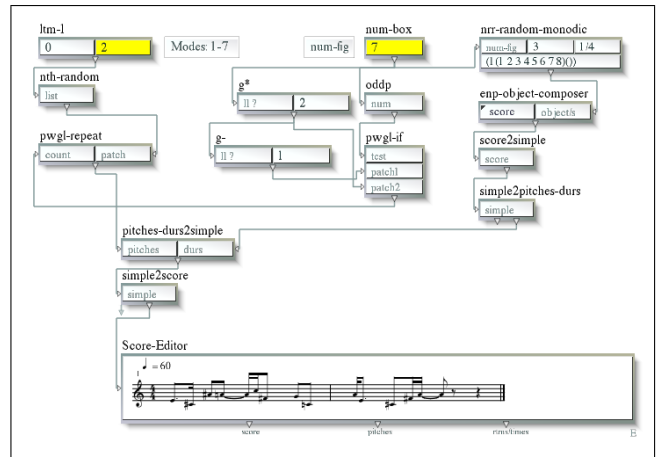 ltm-l
0 2
Modes: 1-7
num-fig
num-box
7
nrr-random-monodic
num-fig 3 1/4
(1(1 2 3 4 5 6 7 8)())
nth-random
list
g*
ll ? 2
oddp
num
enp-object-composer
score object/s
pwgl-repeat
count patch
g-
ll ? 1
pwgl-if
test
patch1
patch2
score2simple
score
simple2pitches-durs
simple
pitches-durs2simple
pitches durs
simple2score
simple
Score-Editor
1
♩ = 60
4
4
score pitches
E